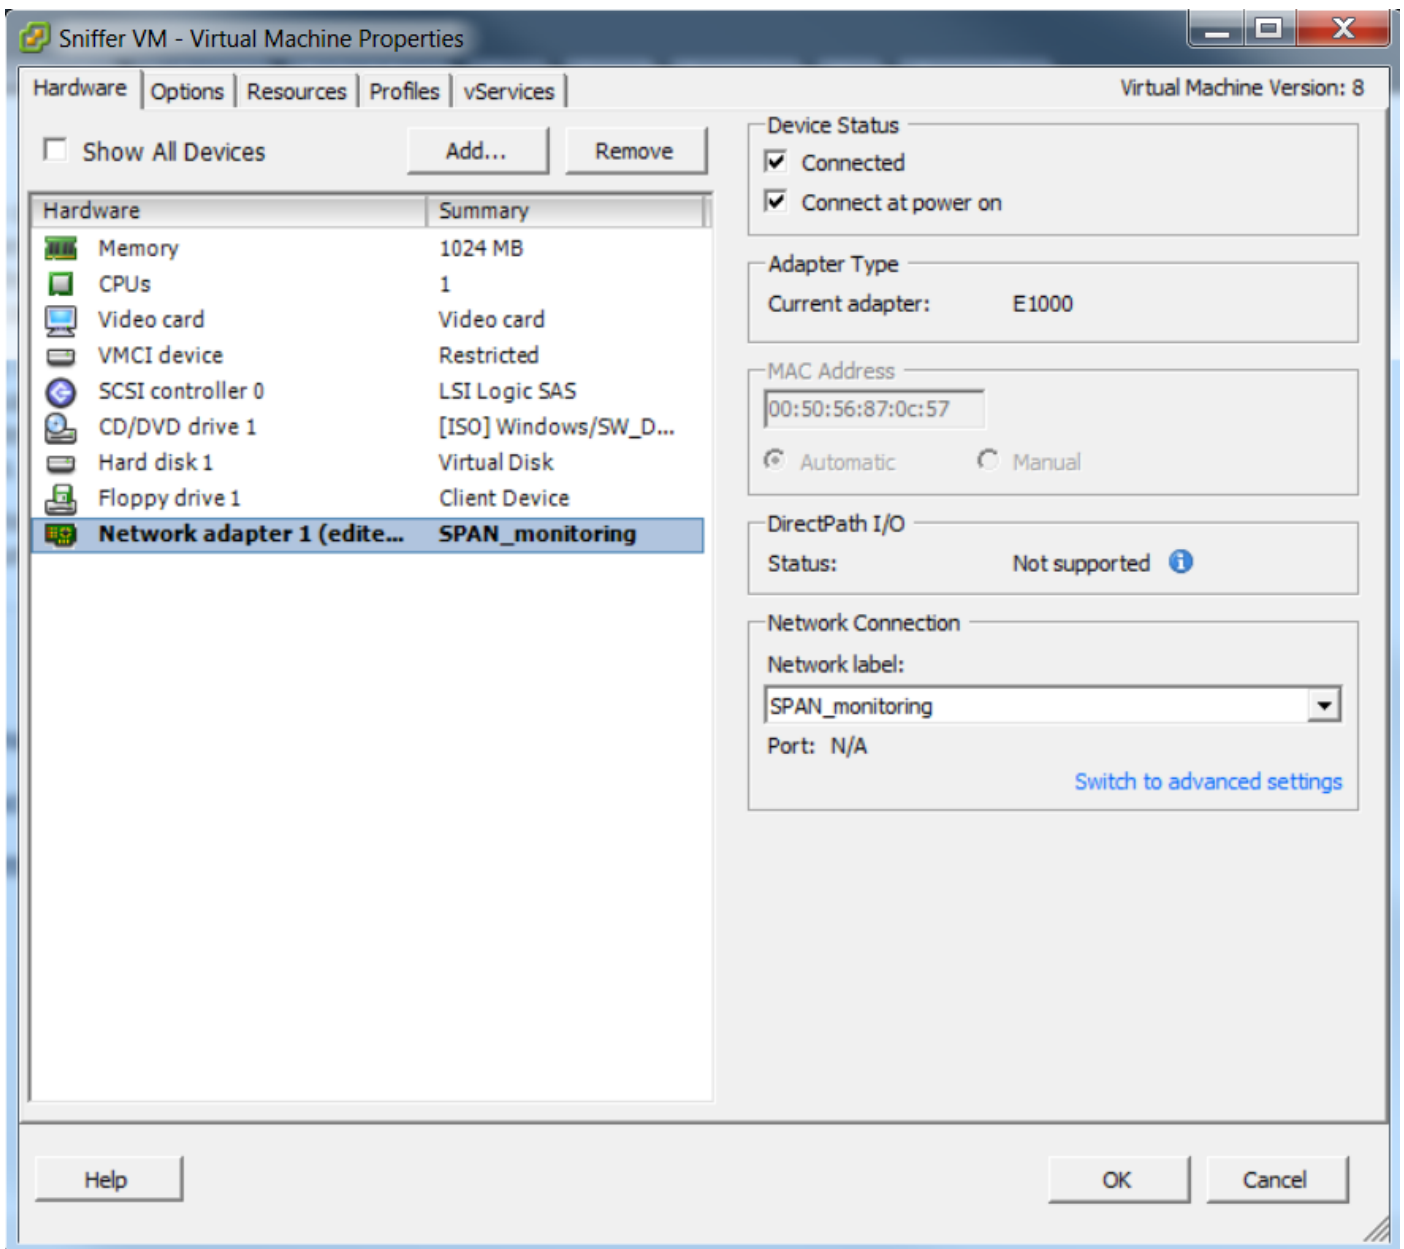 Sniffer VM - Virtual Machine Properties
Hardware Options Resources Profiles vServices Virtual Machine Version: 8
Show All Devices Add... Remove
Hardware Summary
Memory 1024 MB
CPUs 1
Video card Video card
VMCI device Restricted
SCSI controller 0 LSI Logic SAS
CD/DVD drive 1 [ISO] Windows/SW_D...
Hard disk 1 Virtual Disk
Floppy drive 1 Client Device
Network adapter 1 (edite... SPAN_monitoring
Device Status
Connected
Connect at power on
Adapter Type
Current adapter: E1000
MAC Address
00:50:56:87:0c:57
Automatic Manual
DirectPath I/O
Status: Not supported
Network Connection
Network label:
SPAN_monitoring
Port: N/A
Switch to advanced settings
Help OK Cancel